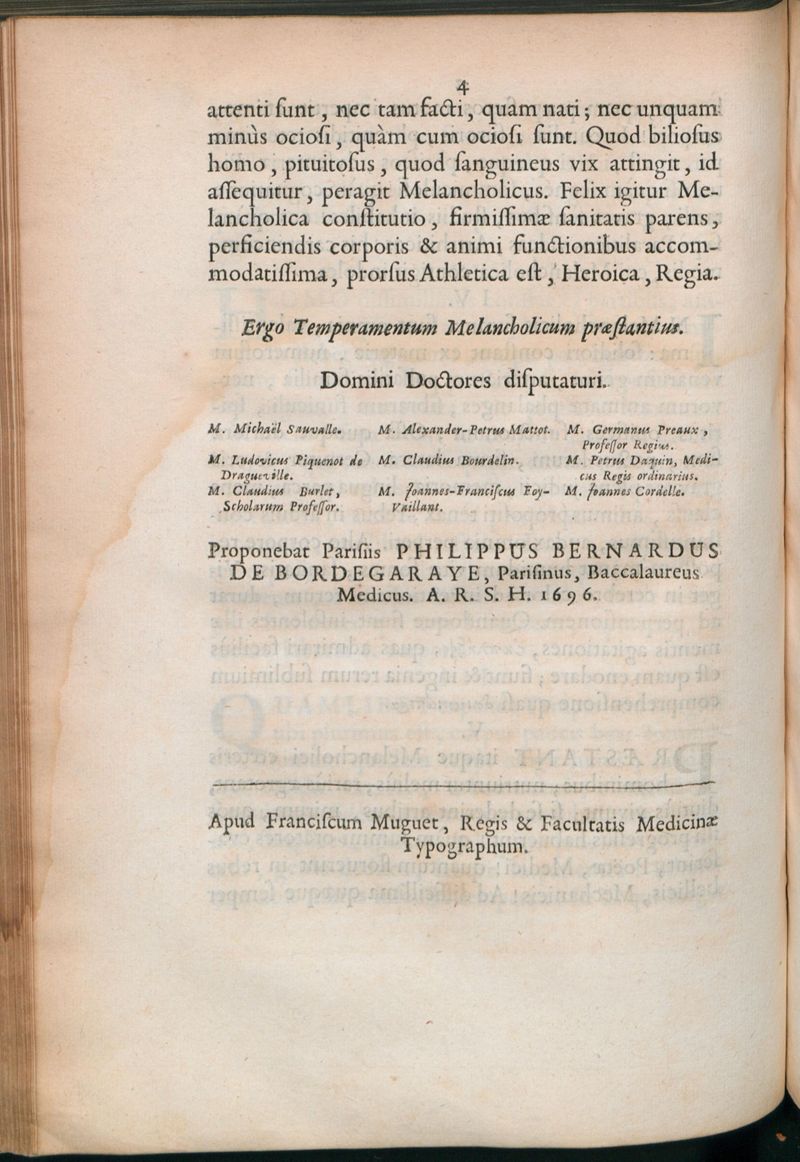 4
attenti ſunt, nec tam facti, quam nati; nec unquam
minùs ocioſi, quàm cum ocioſi ſunt. Quod bilioſus
homo, pituitoſus, quod ſanguineus vix attingit, id
aſſequitur, peragit Melancholicus. Felix igitur Me-
lancholica conſtitutio, firmiſſimæ ſanitatis parens,
perficiendis corporis & animi functionibus accom-
modatiſſima, prorſus Athletica eſt, Heroica, Regia.
Ergo Temperamentum Melancholicum præſtantius.
Domini Doctores diſputaturi.
M. Michaël Sauvalle.
M. Ludovicus Piquenot de
Dragueville.
M. Claudius Burlet,
Scholarum Profeſſor.
M. Alexander-Petrus Mattot.
M. Claudius Bourdelin.
M. Joannes-Franciſcus Foy-
Vaillant.
M. Germanus Preaux,
Profeſſor Regius.
M. Petrus Daquin, Medi-
cus Regis ordinarius.
M. Joannes Cordelle.
Proponebat Pariſiis PHILIPPUS BERNARDUS
DE BORDEGARAYE, Pariſinus, Baccalaureus
Medicus. A. R. S. H. 1696.
Apud Franciſcum Muguet, Regis & Facultatis Medicinæ
Typographum.